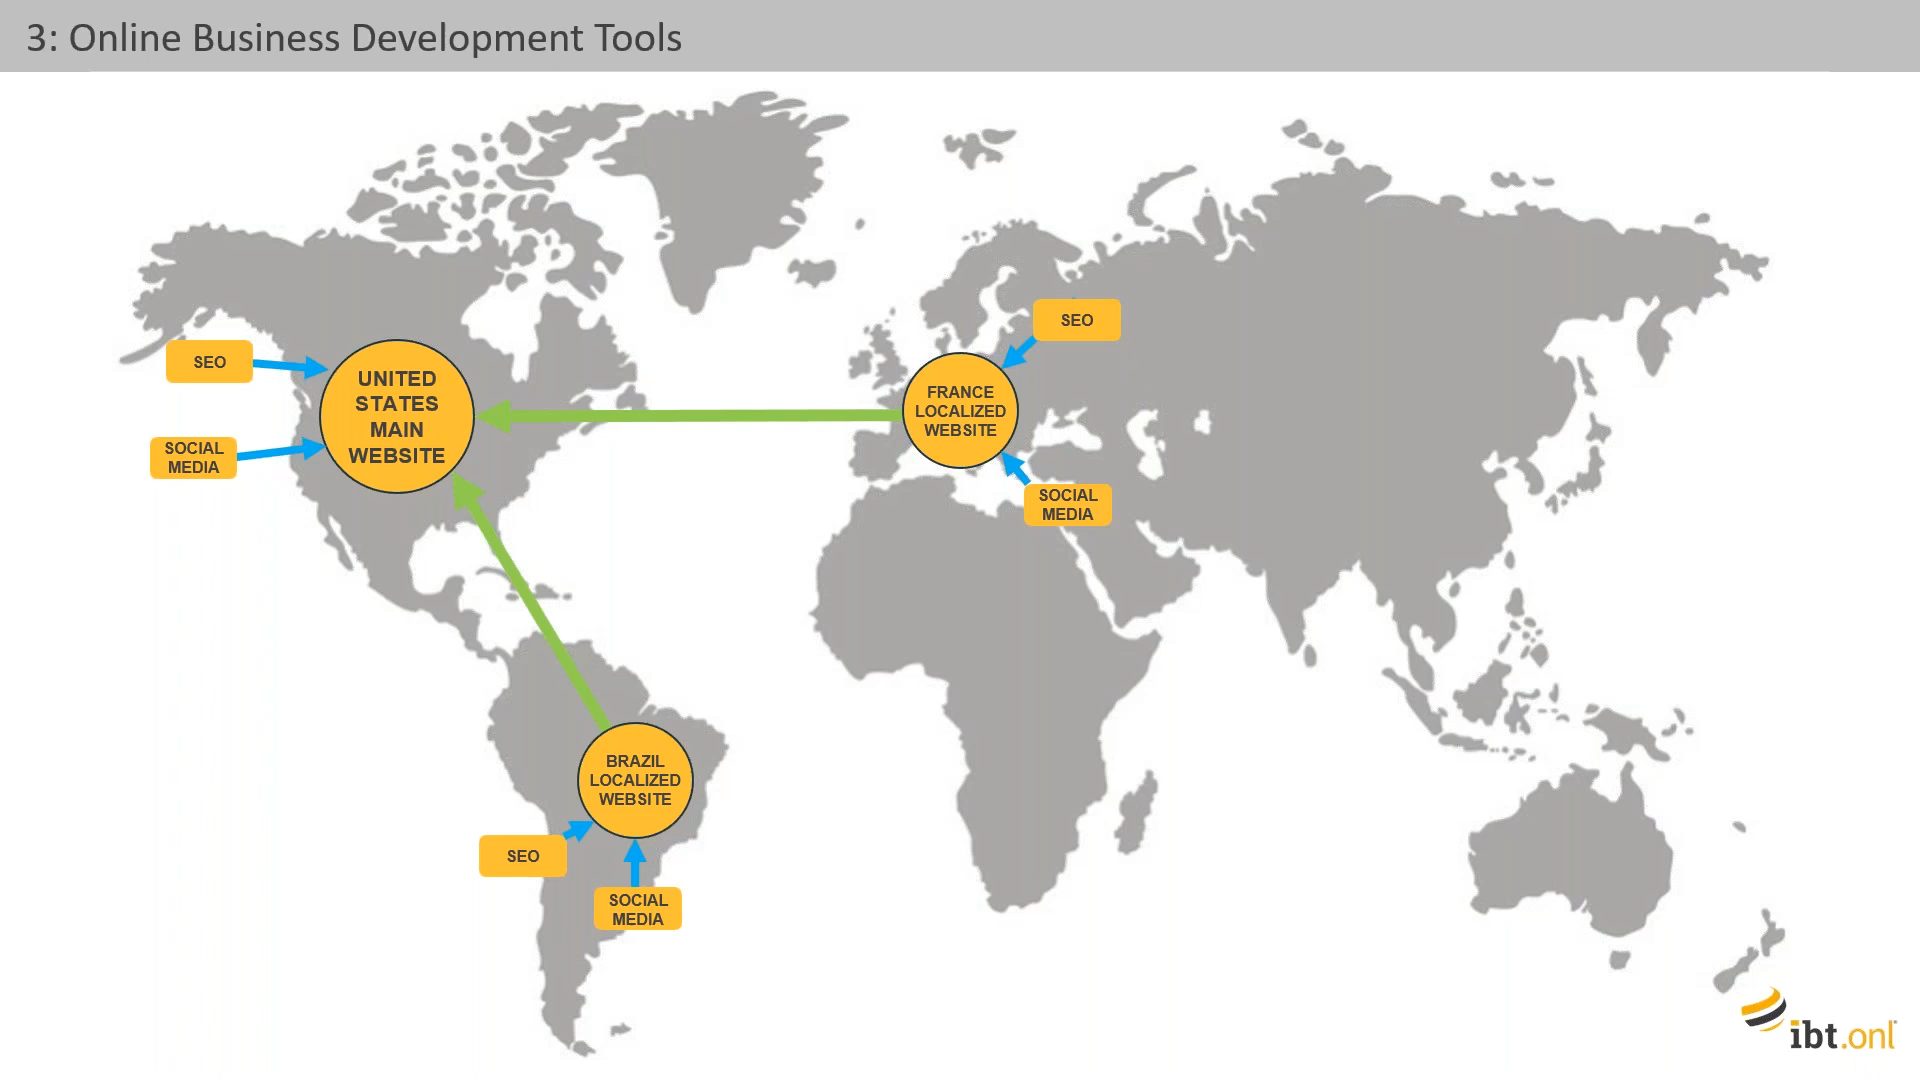 3: Online Business Development Tools
SEO
SEO
UNITED
STATES
MAIN
WEBSITE
FRANCE
LOCALIZED
WEBSITE
SOCIAL
MEDIA
SOCIAL
MEDIA
BRAZIL
LOCALIZED
WEBSITE
SEO
SOCIAL
MEDIA
ibt.onl